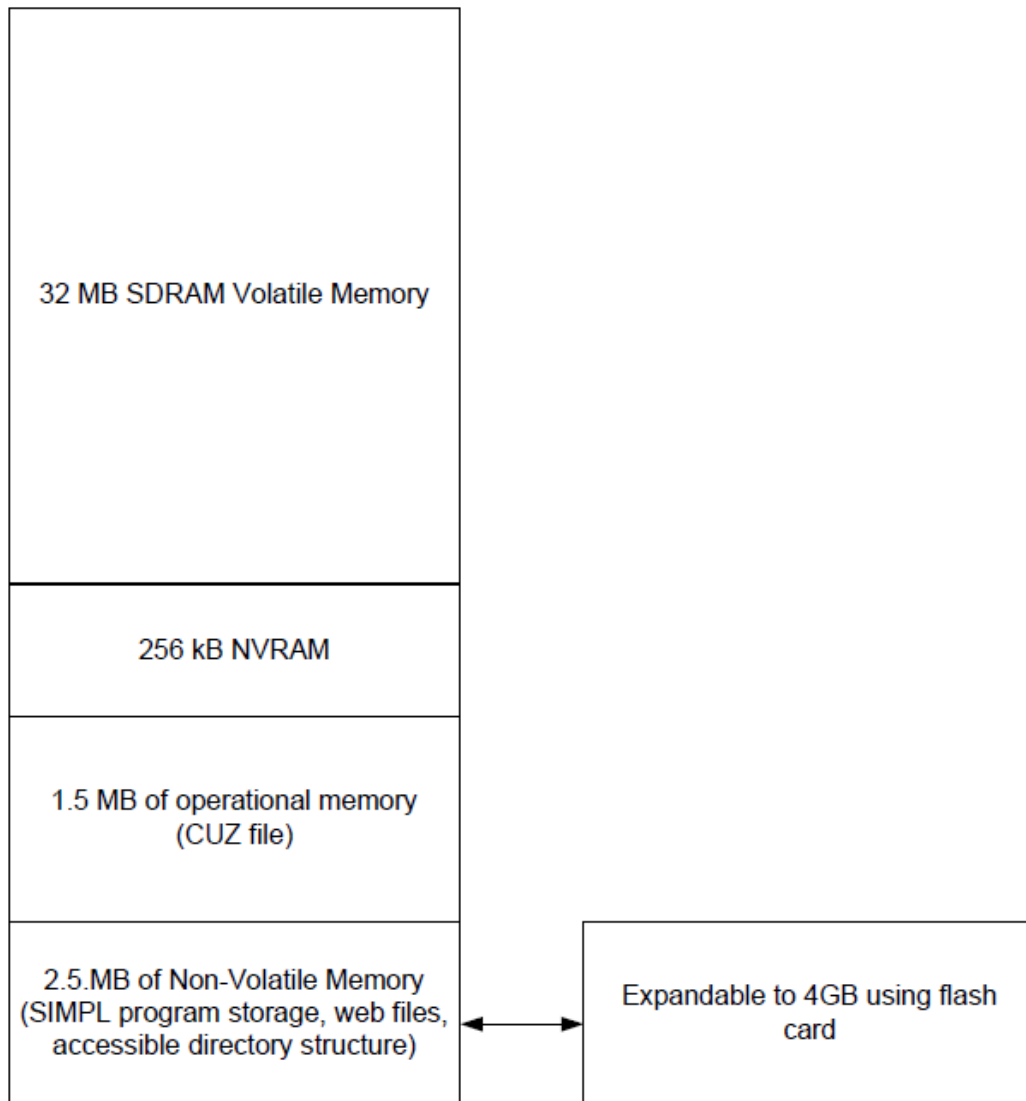 32 MB SDRAM Volatile Memory
256 kB NVRAM
1.5 MB of operational memory
(CUZ file)
2.5.MB of Non-Volatile Memory
(SIMPL program storage, web files,
accessible directory structure)
Expandable to 4GB using flash
card